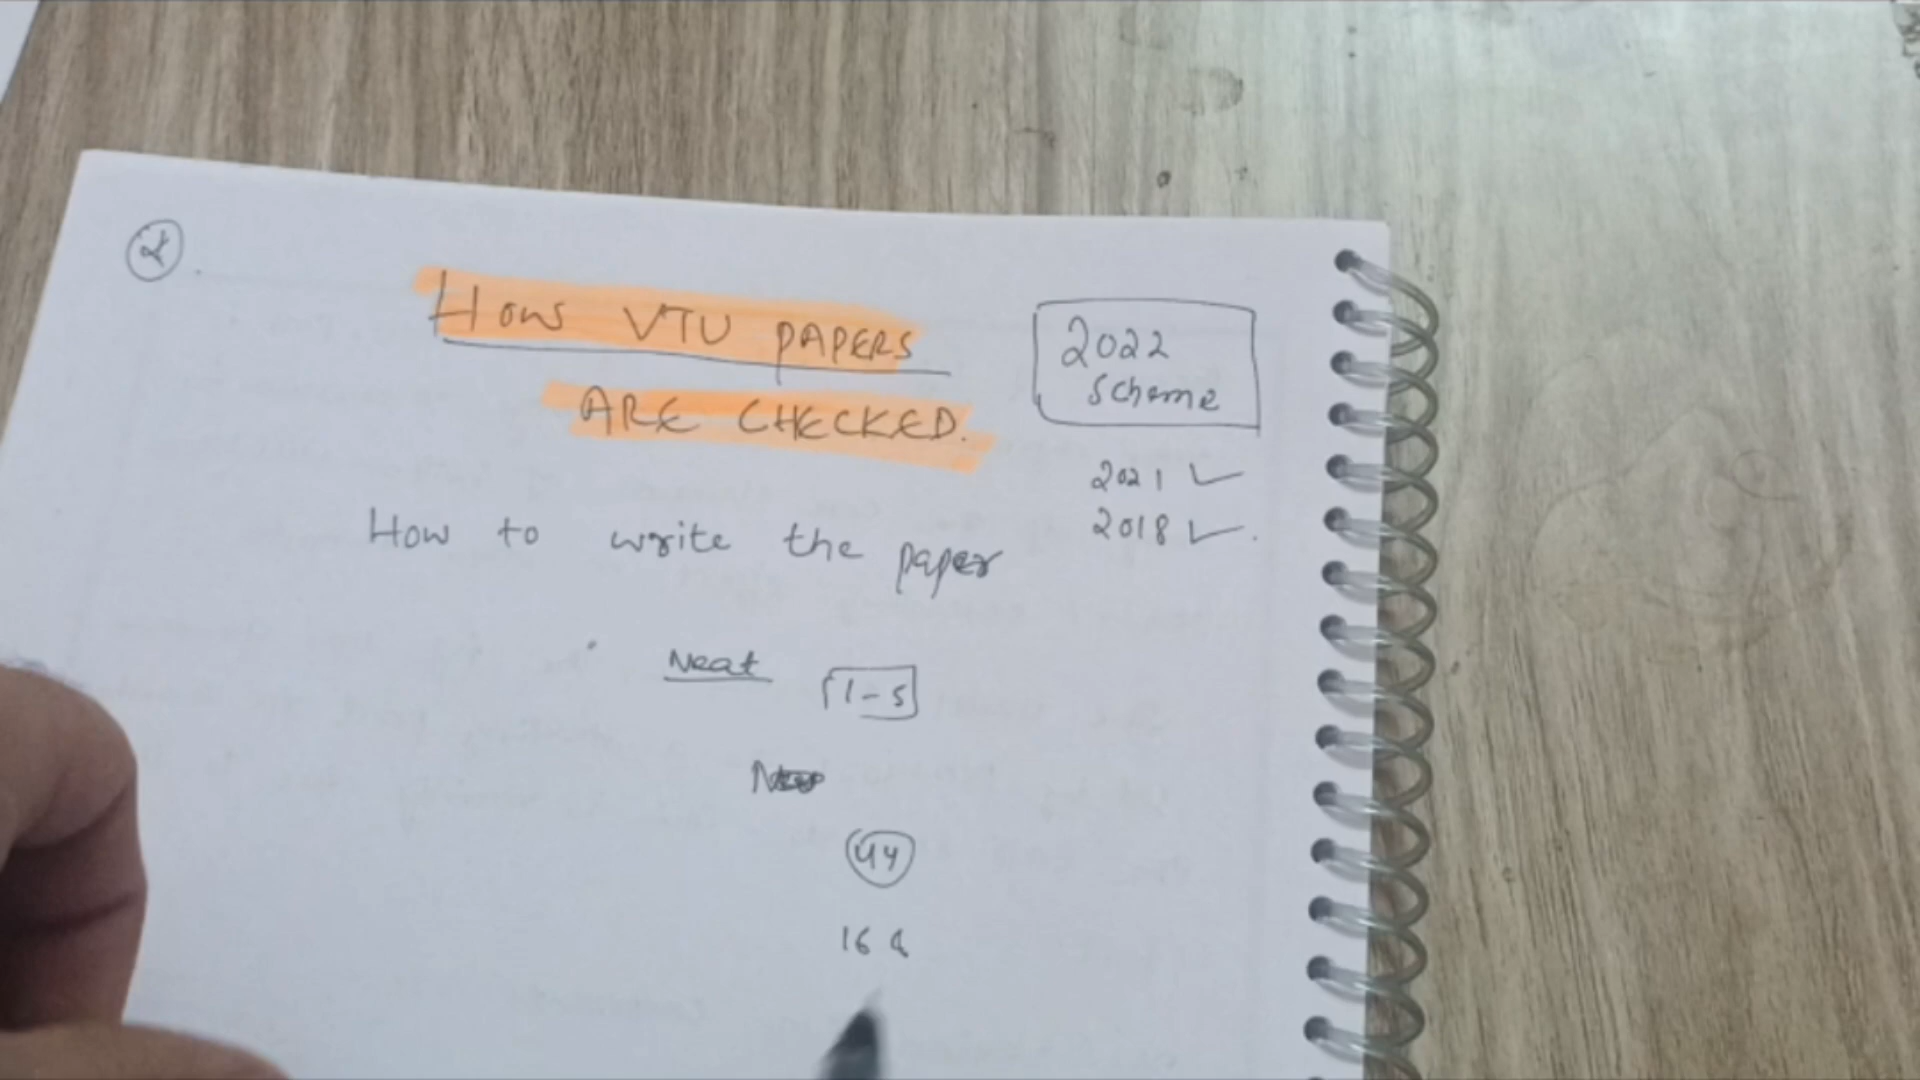 2
How VTU PAPERS
ARE CHECKED.
2022
Scheme
2021 ✓
2018 ✓.
How to write the paper
Neat
1-5
44
16 Q